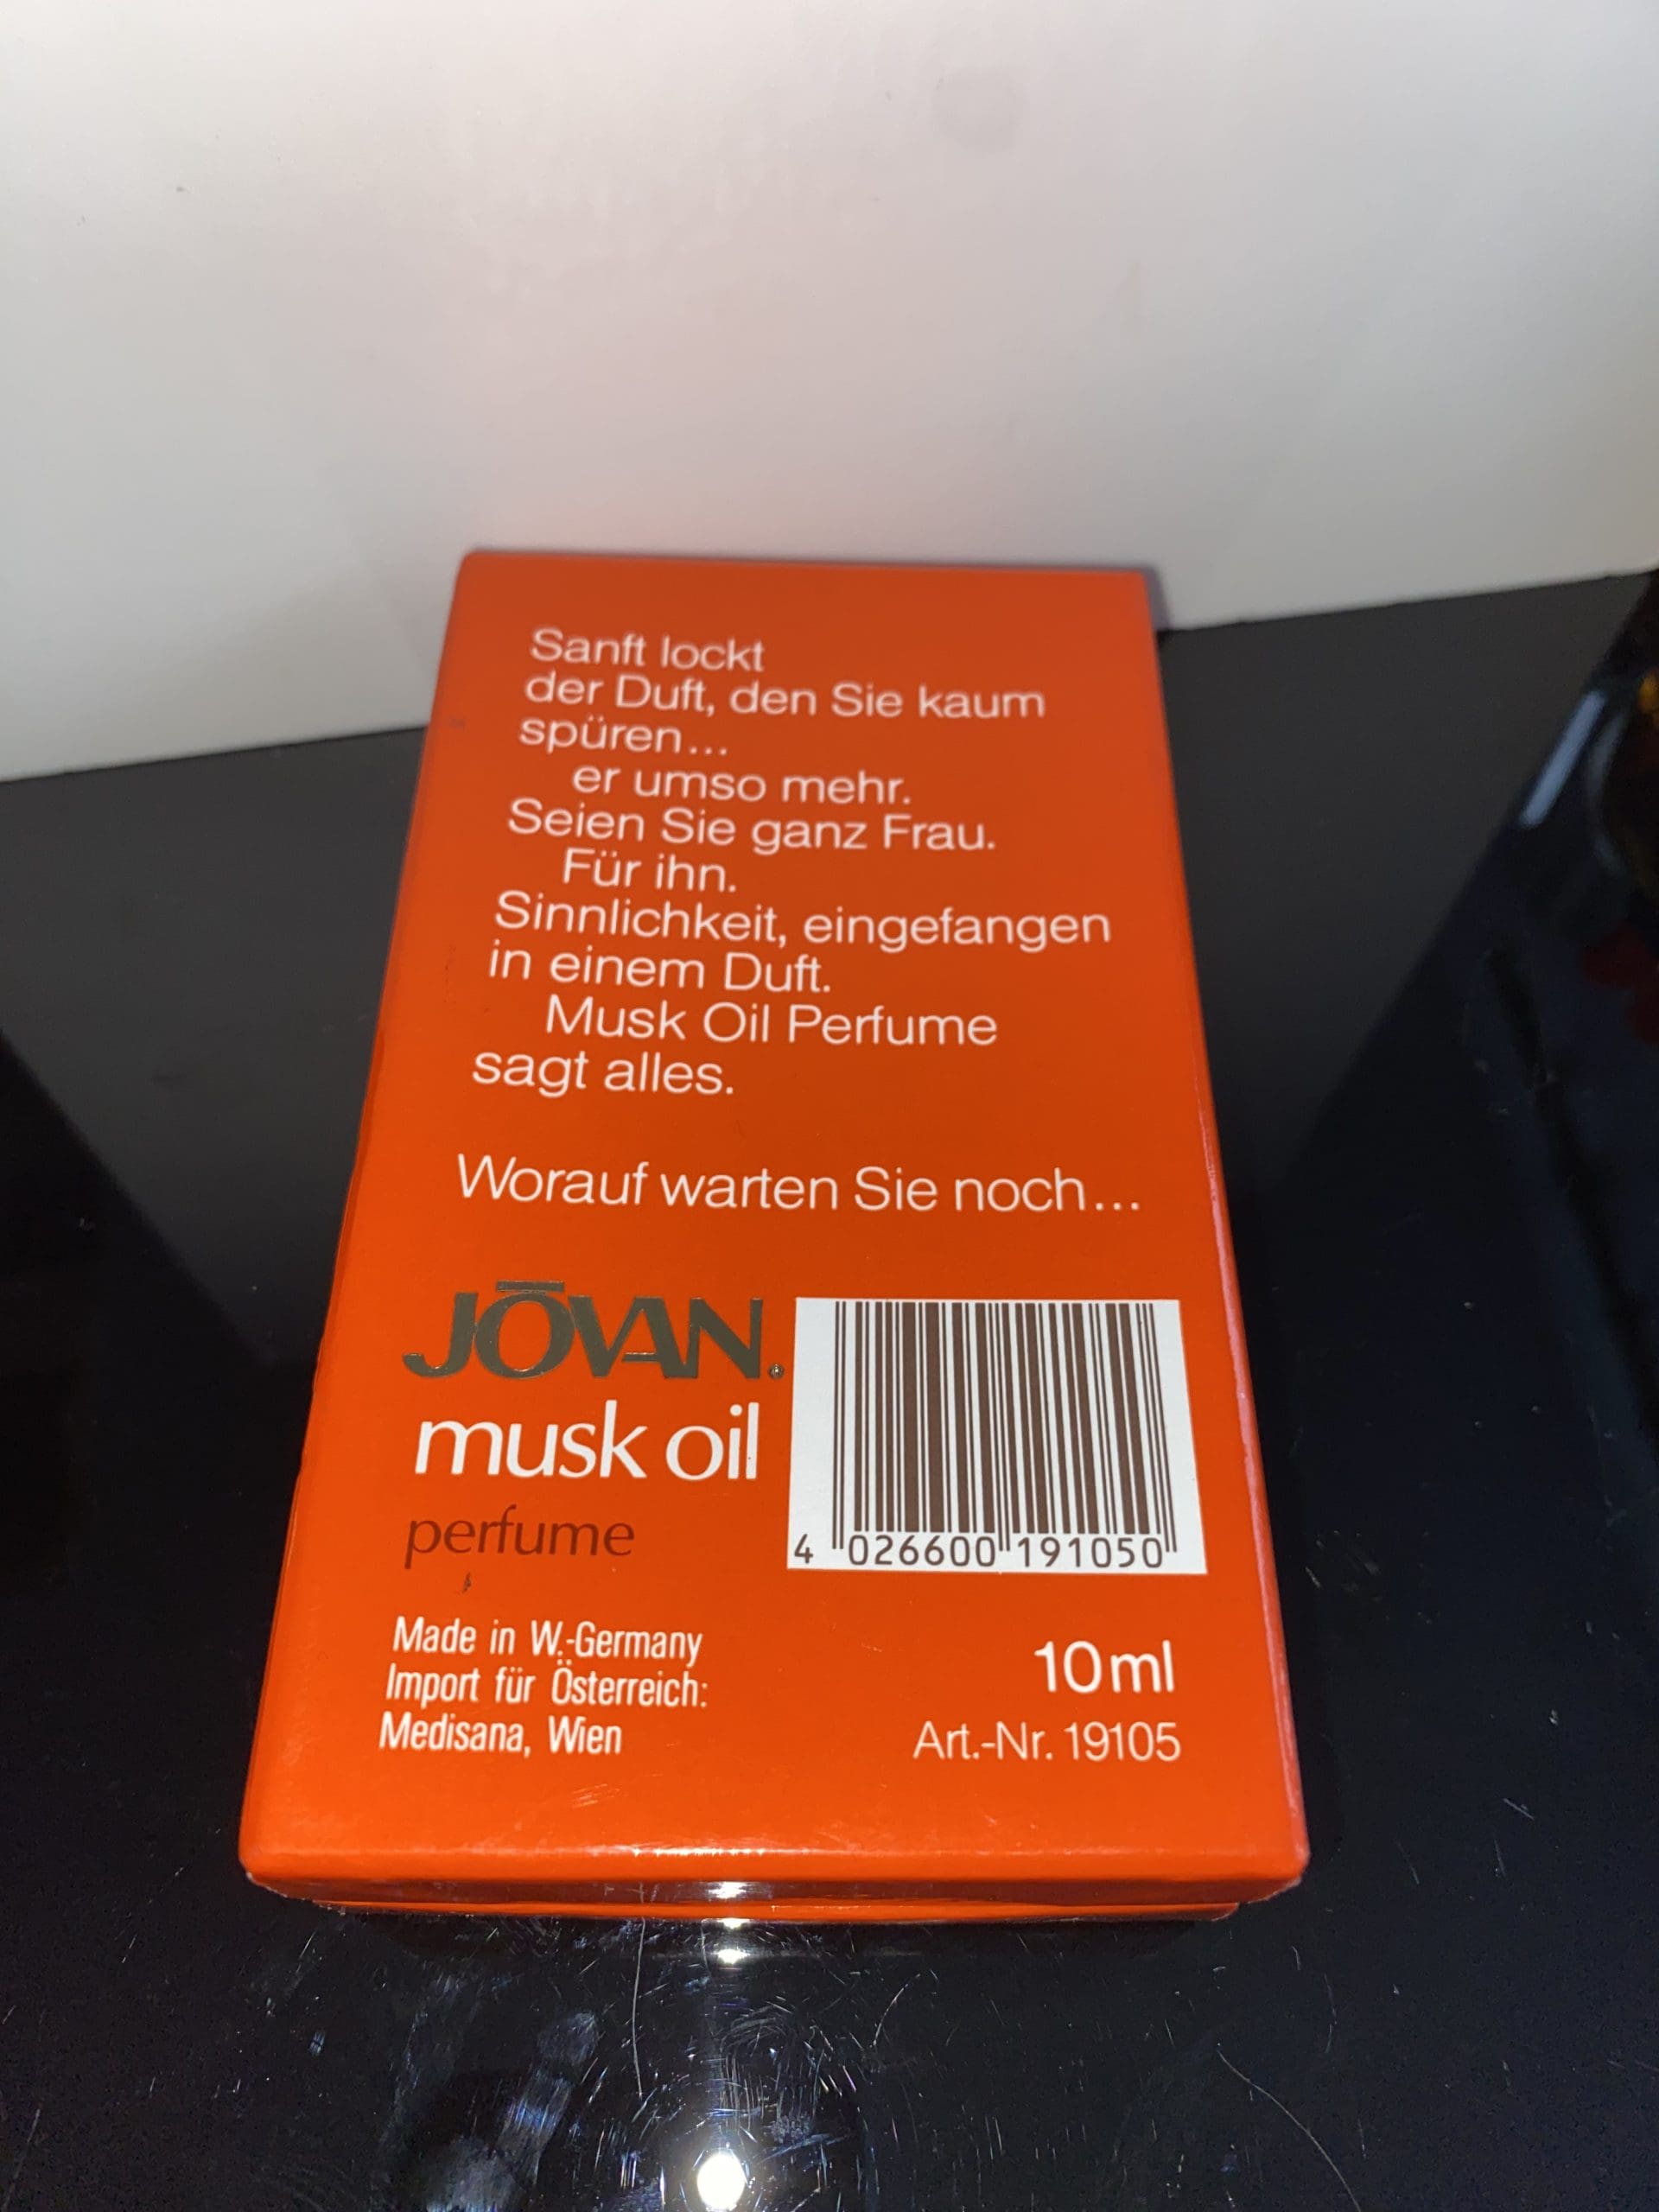 Sanft lockt
der Duft, den Sie kaum
spüren...
er umso mehr.
Seien Sie ganz Frau.
Für ihn.
Sinnlichkeit, eingefangen
in einem Duft.
Musk Oil Perfume
sagt alles.
Worauf warten Sie noch...
JŌVAN®
musk oil
perfume
4 026600 191050
Made in W.-Germany
Import für Österreich:
Medisana, Wien
10 ml
Art.-Nr. 19105